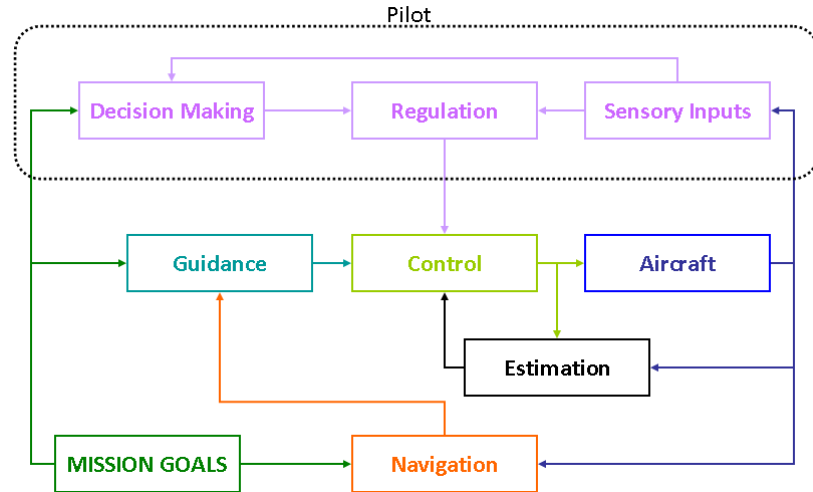 Pilot
Decision Making
Regulation
Sensory Inputs
Guidance
Control
Aircraft
Estimation
MISSION GOALS
Navigation